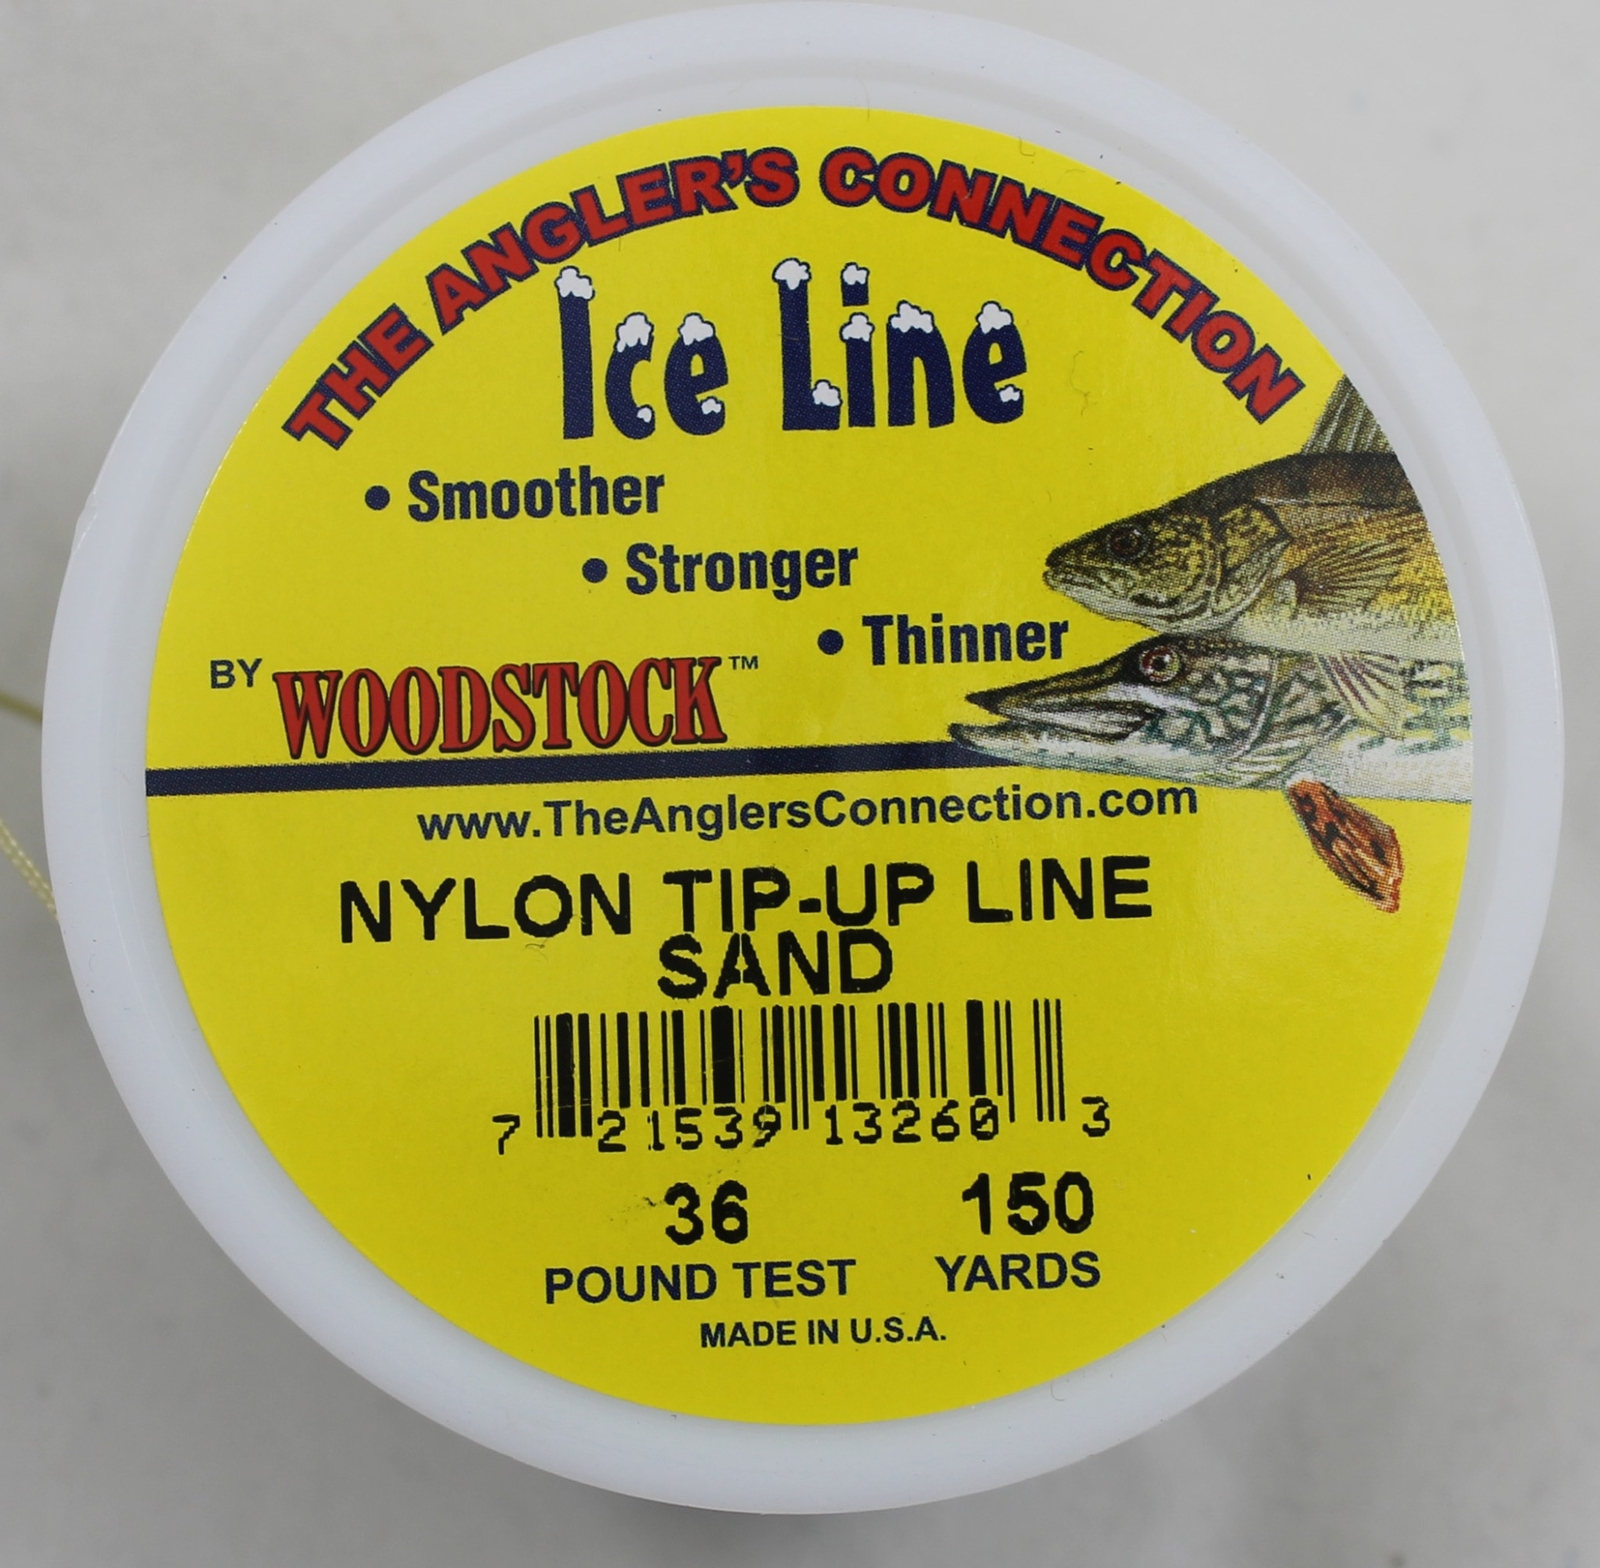 THE ANGLER'S CONNECTION
Ice Line
• Smoother
• Stronger
• Thinner
BY WOODSTOCK™
www.TheAnglersConnection.com
NYLON TIP-UP LINE
SAND
7 21539 13260 3
36 150
POUND TEST YARDS
MADE IN U.S.A.